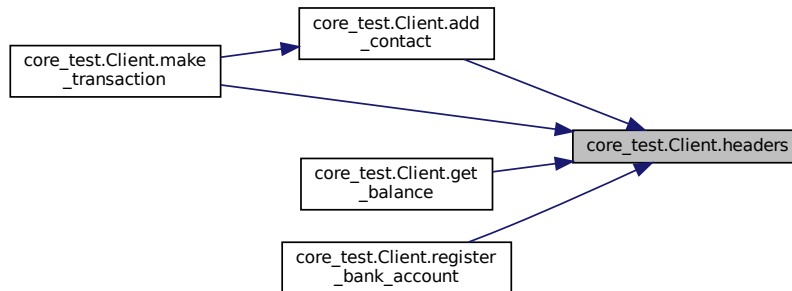 core_test.Client.add
_contact
core_test.Client.make
_transaction
core_test.Client.headers
core_test.Client.get
_balance
core_test.Client.register
_bank_account